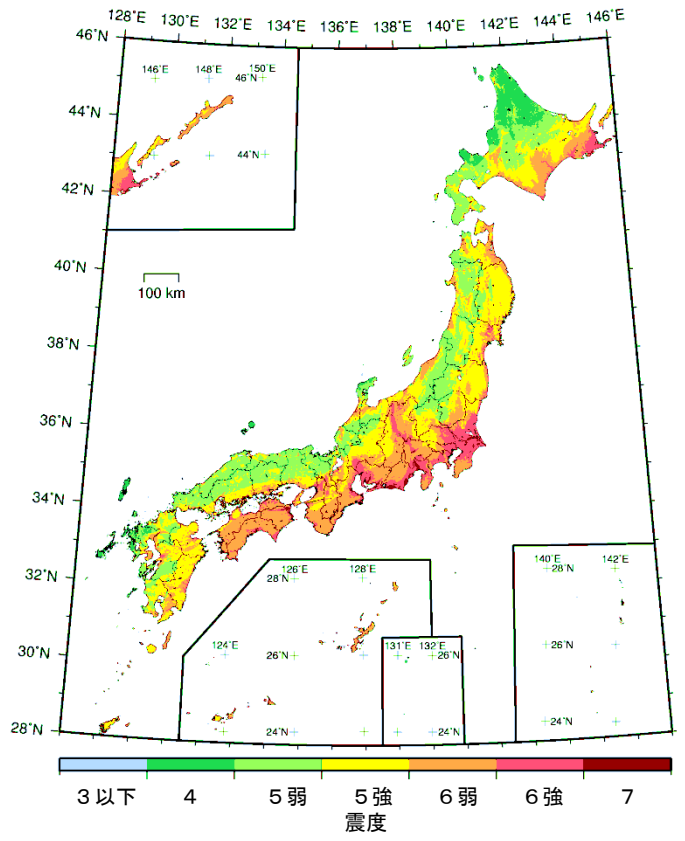 128°E 130°E 132°E 134°E 136°E 138°E 140°E 142°E 144°E 146°E
46°N
146°E 148°E 150°E
46°N
44°N
44°N
42°N
40°N
100 km
38°N
36°N
34°N
32°N
126°E 128°E
28°N
140°E 142°E
28°N
30°N
124°E
26°N
131°E 132°E
26°N
26°N
28°N
24°N
24°N
24°N
3以下 4 5弱 5強 6弱 6強 7
震度